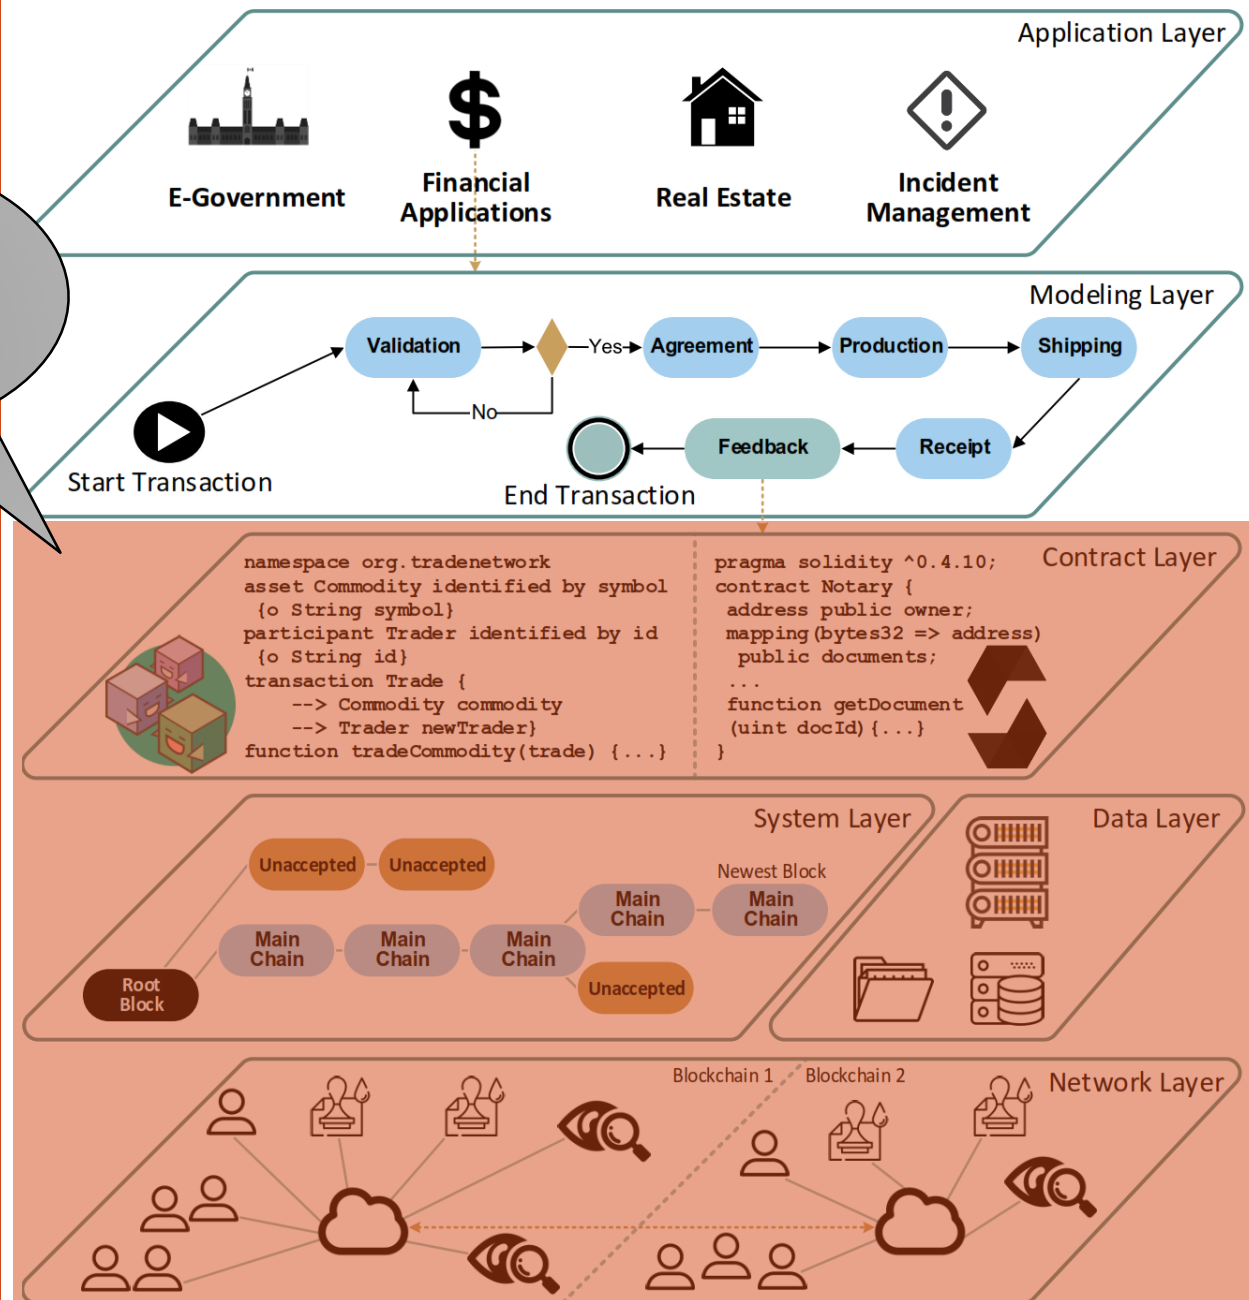 Application Layer
E-Government
Financial
Applications
Real Estate
Incident
Management
Modeling Layer
Validation
Yes
Agreement
Production
Shipping
No
Start Transaction
End Transaction
Feedback
Receipt
Contract Layer
namespace org.tradenetwork
asset Commodity identified by symbol
{o String symbol}
participant Trader identified by id
{o String id}
transaction Trade {
--> Commodity commodity
--> Trader newTrader}
function tradeCommodity(trade) {...}
pragma solidity ^0.4.10;
contract Notary {
address public owner;
mapping(bytes32 => address)
public documents;
...
function getDocument
(uint docId){...}
}
System Layer
Unaccepted
Unaccepted
Newest Block
Main
Chain
Main
Chain
Main
Chain
Main
Chain
Main
Chain
Unaccepted
Root
Block
Data Layer
Blockchain 1
Blockchain 2
Network Layer